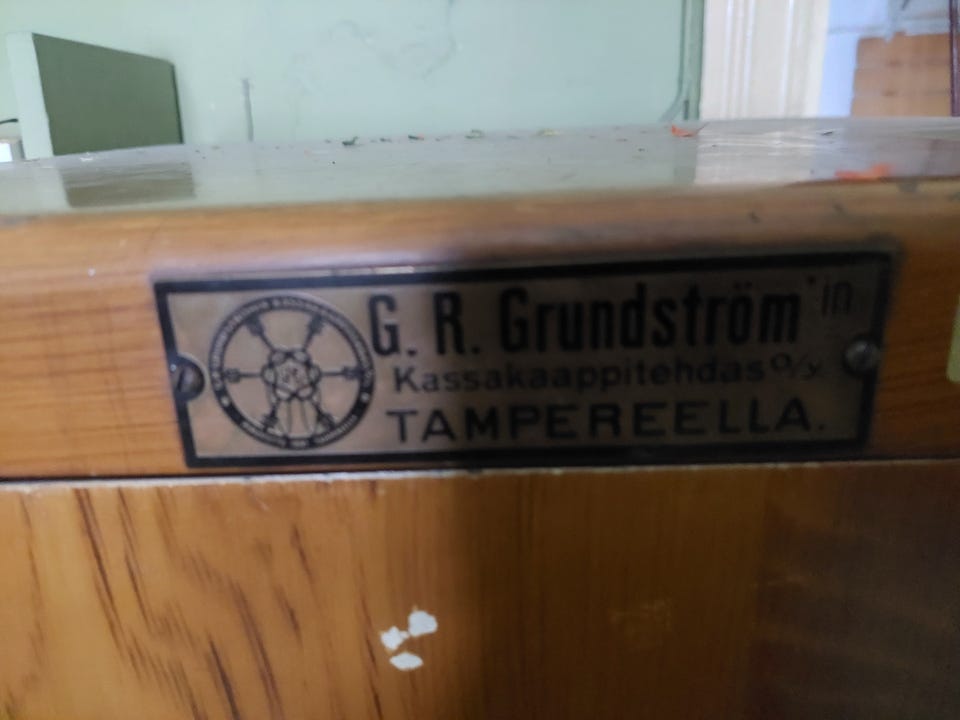 G. R. Grundström'in
Kassakaappitehdas O/y.
TAMPEREELLA.